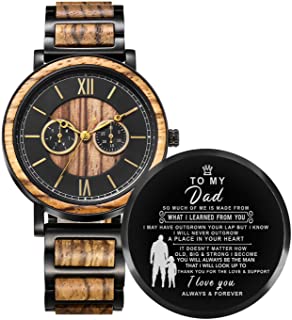 XII
TO MY
Dad
SO MUCH OF ME IS MADE FROM
WHAT I LEARNED FROM YOU
I MAY HAVE OUTGROWN YOUR LAP BUT I KNOW
I WILL NEVER OUTGROW
A PLACE IN YOUR HEART
IT DOESN'T MATTER HOW
OLD, BIG & STRONG I BECOME
YOU WILL ALWAYS BE THE MAN
THAT I WILL LOOK UP TO
THANK YOU FOR THE LOVE & SUPPORT
I love you
ALWAYS & FOREVER